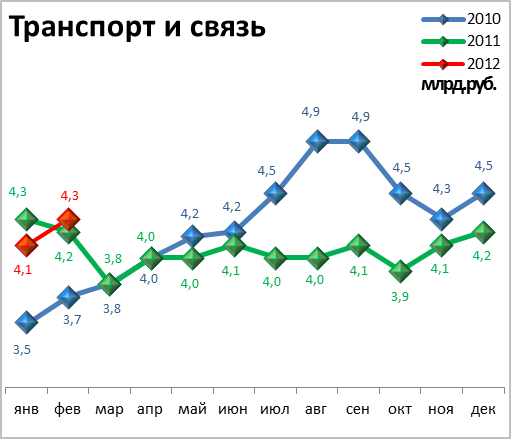 Транспорт и связь
2010
2011
2012
млрд.руб.
4,9 4,9
4,5 4,5 4,5
4,3 4,3 4,2 4,2 4,3
4,1 4,2 3,8 4,0 4,0 4,0 4,1 4,0 4,0 4,1 3,9 4,1 4,2
3,5 3,7 3,8
янв фев мар апр май июн июл авг сен окт ноя дек